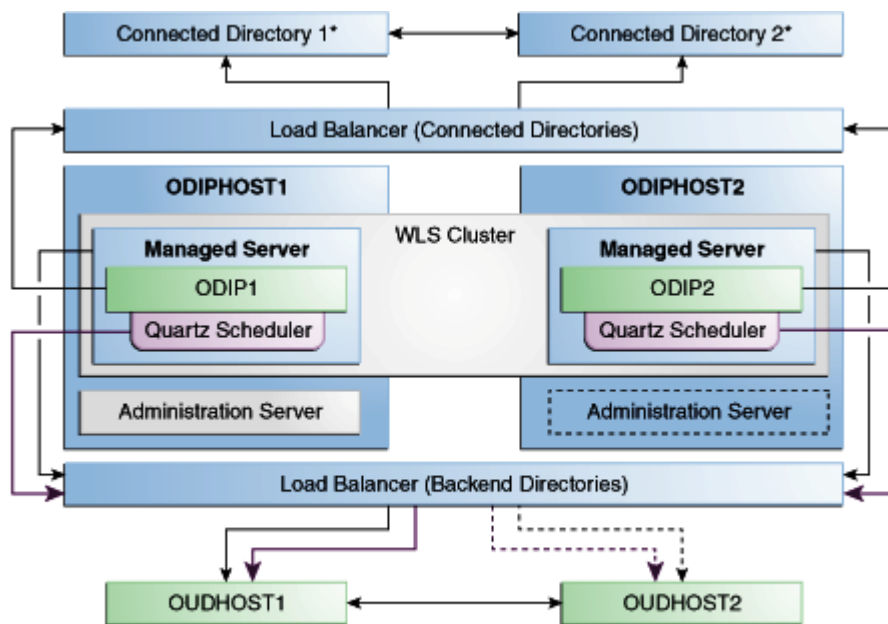 Connected Directory 1*
Connected Directory 2*
Load Balancer (Connected Directories)
ODIPHOST1
ODIPHOST2
WLS Cluster
Managed Server
Managed Server
ODIP1
ODIP2
Quartz Scheduler
Quartz Scheduler
Administration Server
Administration Server
Load Balancer (Backend Directories)
OUDHOST1
OUDHOST2